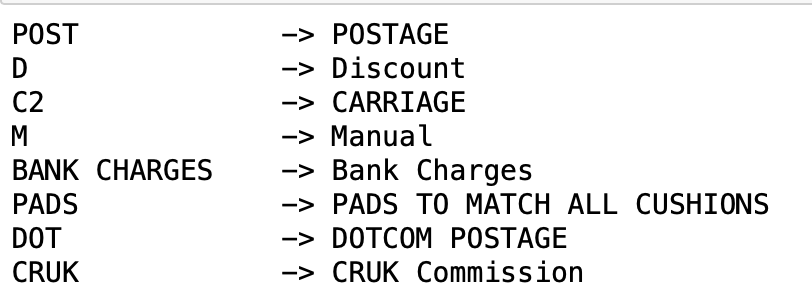 POST            -> POSTAGE
D               -> Discount
C2              -> CARRIAGE
M               -> Manual
BANK CHARGES    -> Bank Charges
PADS            -> PADS TO MATCH ALL CUSHIONS
DOT             -> DOTCOM POSTAGE
CRUK            -> CRUK Commission